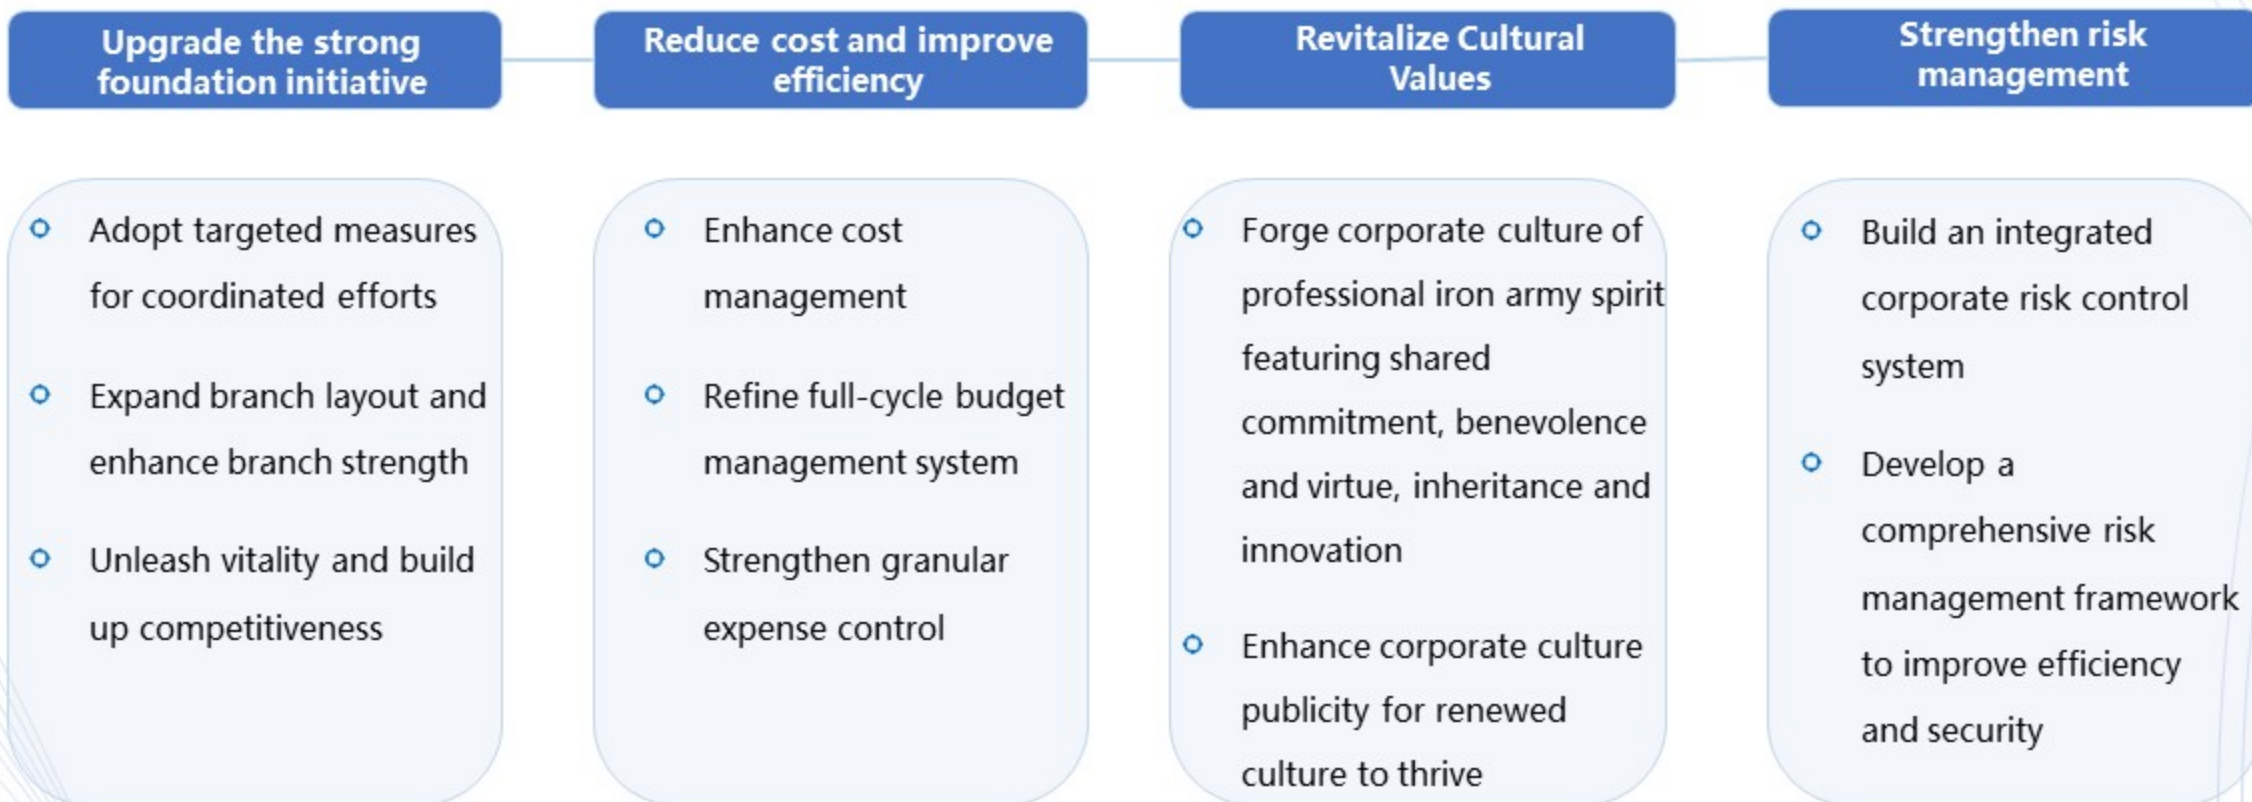 Upgrade the strong
foundation initiative
Adopt targeted measures
for coordinated efforts
Expand branch layout and
enhance branch strength
Unleash vitality and build
up competitiveness
Reduce cost and improve
efficiency
Enhance cost
management
Refine full-cycle budget
management system
Strengthen granular
expense control
Revitalize Cultural
Values
Forge corporate culture of
professional iron army spirit
featuring shared
commitment, benevolence
and virtue, inheritance and
innovation
Enhance corporate culture
publicity for renewed
culture to thrive
Strengthen risk
management
Build an integrated
corporate risk control
system
Develop a
comprehensive risk
management framework
to improve efficiency
and security